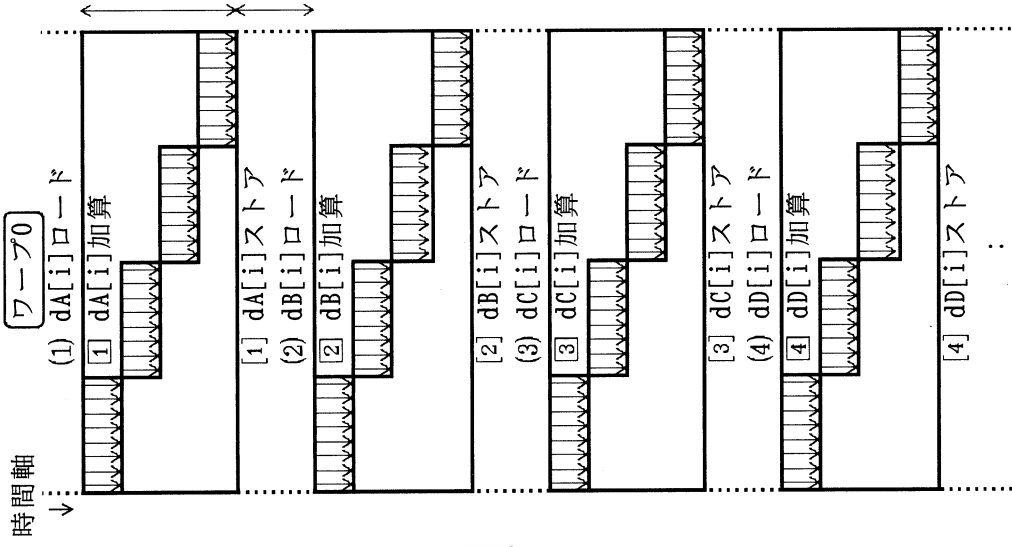 ワープ0
時間軸
(1) dA[i]ロード
1 dA[i]加算
[1] dA[i]ストア
(2) dB[i]ロード
2 dB[i]加算
[2] dB[i]ストア
(3) dC[i]ロード
3 dC[i]加算
[3] dC[i]ストア
(4) dD[i]ロード
4 dD[i]加算
[4] dD[i]ストア
: